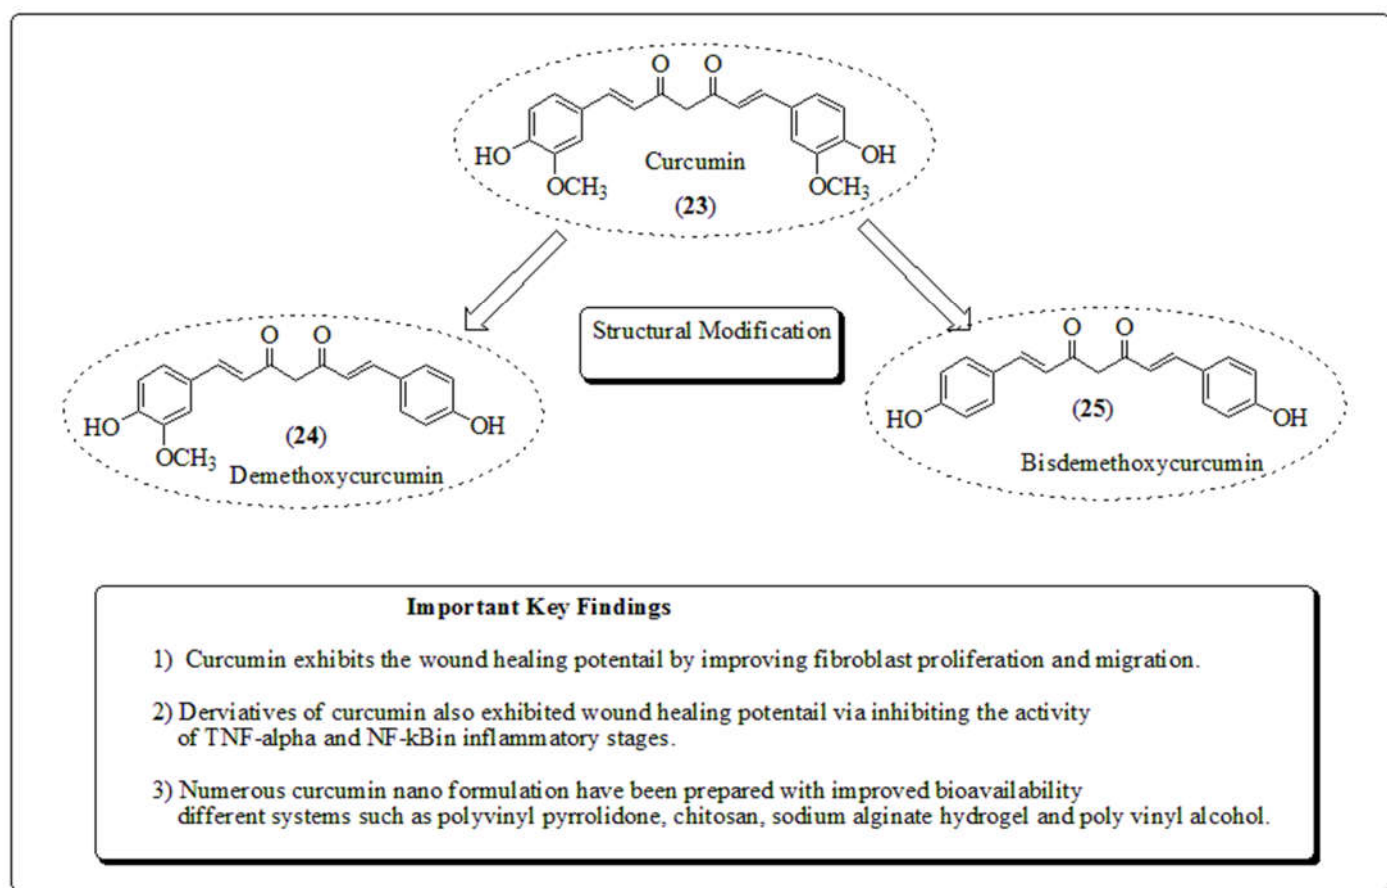 O O
HO OH
OCH3 Curcumin OCH3
(23)
Structural Modification
O O
HO OH
(24)
OCH3
Demethoxycurcumin
O O
HO OH
(25)
Bisdemethoxycurcumin
Important Key Findings
1) Curcumin exhibits the wound healing potentail by improving fibroblast proliferation and migration.
2) Derviatives of curcumin also exhibited wound healing potentail via inhibiting the activity
of TNF-alpha and NF-kBin inflammatory stages.
3) Numerous curcumin nano formulation have been prepared with improved bioavailability
different systems such as polyvinyl pyrrolidone, chitosan, sodium alginate hydrogel and poly vinyl alcohol.